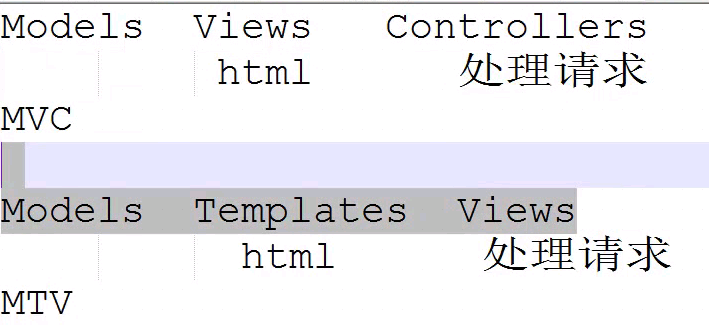 Models  Views  Controllers
html  处理请求
MVC
Models  Templates  Views
html  处理请求
MTV